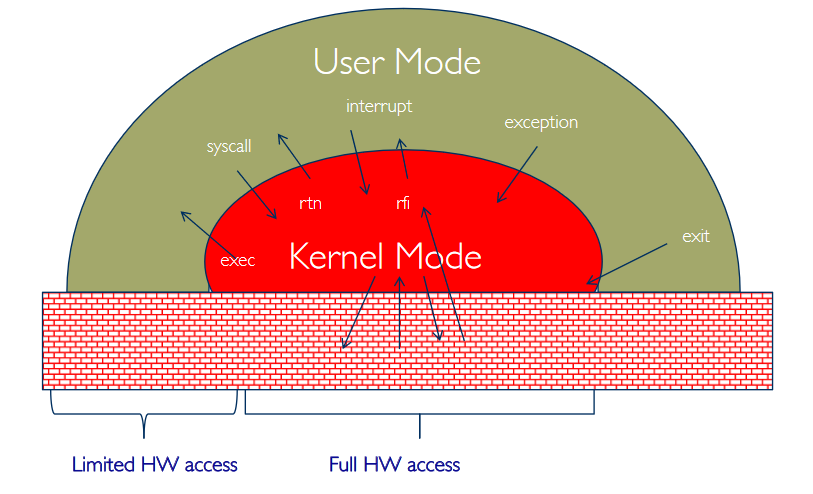 User Mode
interrupt
exception
syscall
rtn
rfi
exit
exec
Kernel Mode
Limited HW access
Full HW access